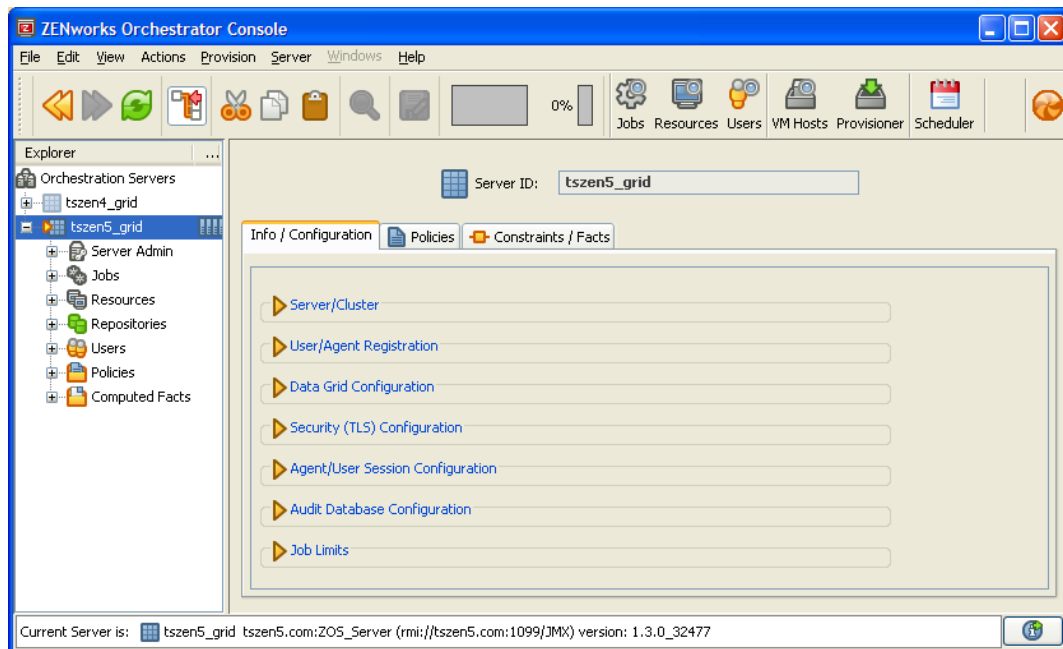 ZENworks Orchestrator Console
File Edit View Actions Provision Server Windows Help
0%
Jobs Resources Users VM Hosts Provisioner Scheduler
Explorer ...
Orchestration Servers
tszen4_grid
tszen5_grid
Server Admin
Jobs
Resources
Repositories
Users
Policies
Computed Facts
Server ID: tszen5_grid
Info / Configuration Policies Constraints / Facts
Server/Cluster
User/Agent Registration
Data Grid Configuration
Security (TLS) Configuration
Agent/User Session Configuration
Audit Database Configuration
Job Limits
Current Server is: tszen5_grid tszen5.com:ZOS_Server (rmi://tszen5.com:1099/JMX) version: 1.3.0_32477